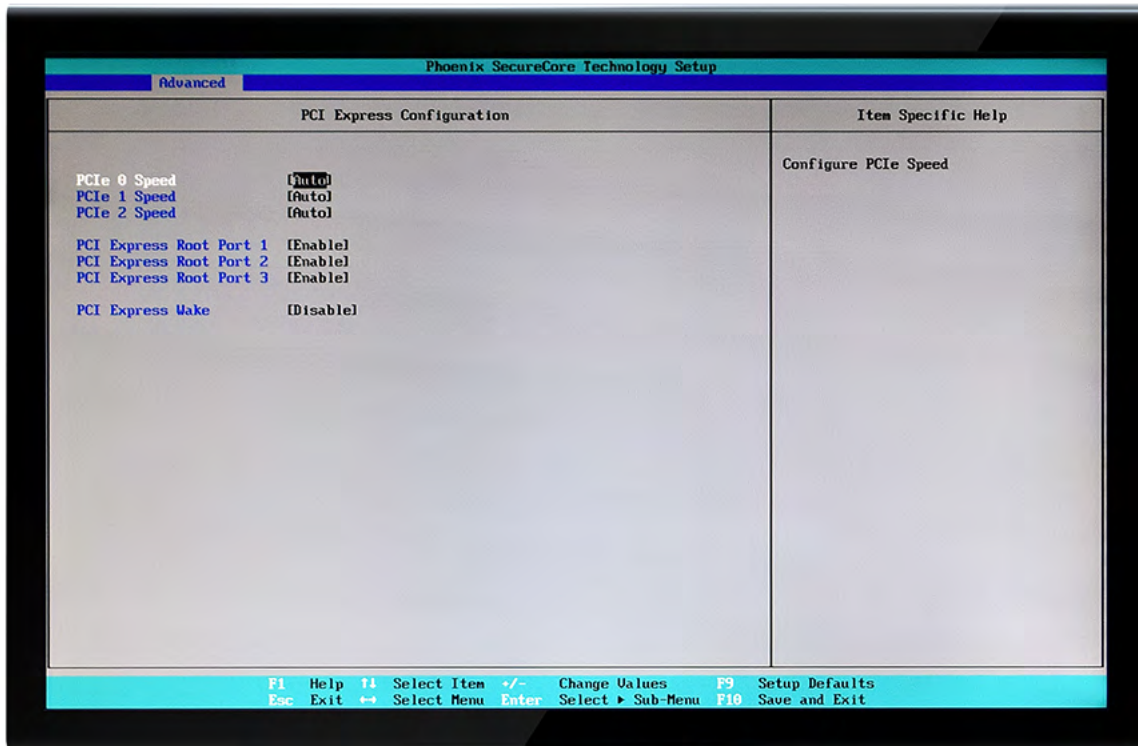 Phoenix SecureCore Technology Setup
Advanced
PCI Express Configuration
Item Specific Help
Configure PCIe Speed
PCIe 0 Speed [Auto]
PCIe 1 Speed [Auto]
PCIe 2 Speed [Auto]
PCI Express Root Port 1 [Enable]
PCI Express Root Port 2 [Enable]
PCI Express Root Port 3 [Enable]
PCI Express Wake [Disable]
F1 Help ↑↓ Select Item +/- Change Values F9 Setup Defaults
Esc Exit ↔ Select Menu Enter Select ▶ Sub-Menu F10 Save and Exit